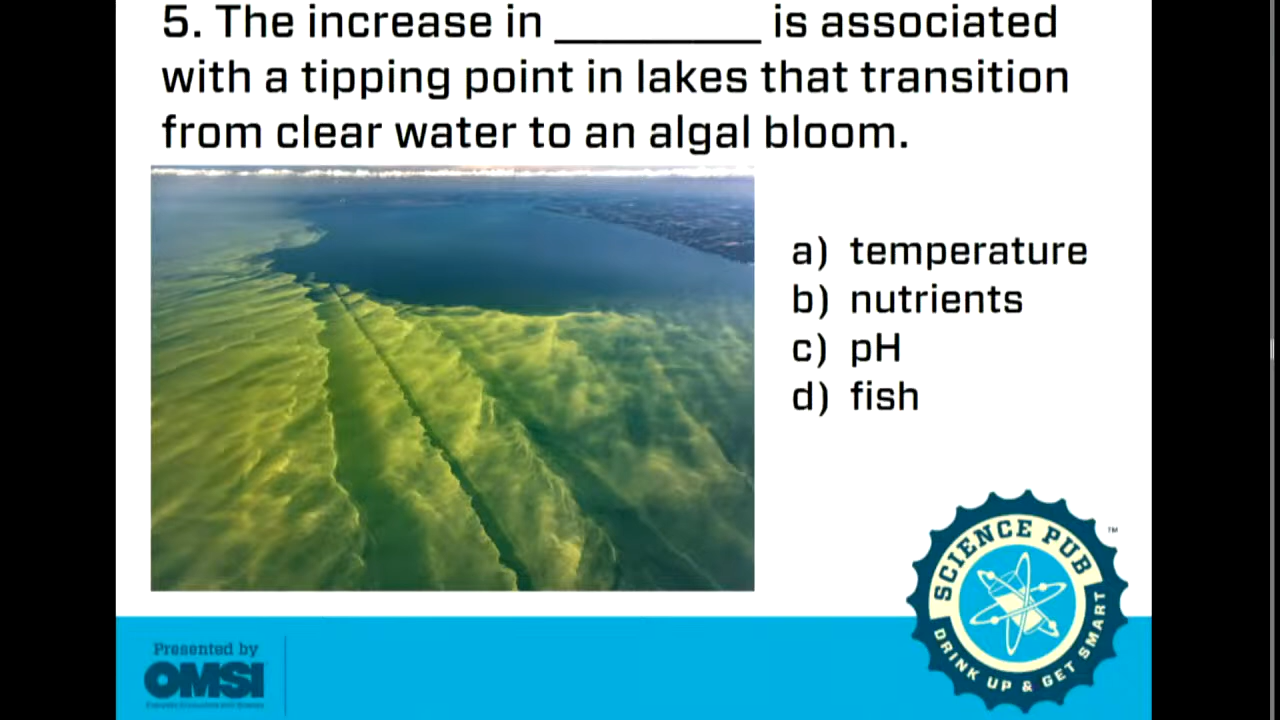 5. The increase in _________ is associated
with a tipping point in lakes that transition
from clear water to an algal bloom.
a) temperature
b) nutrients
c) pH
d) fish
SCIENCE PUB
DRINK UP & GET SMART
TM
Presented by
OMSI